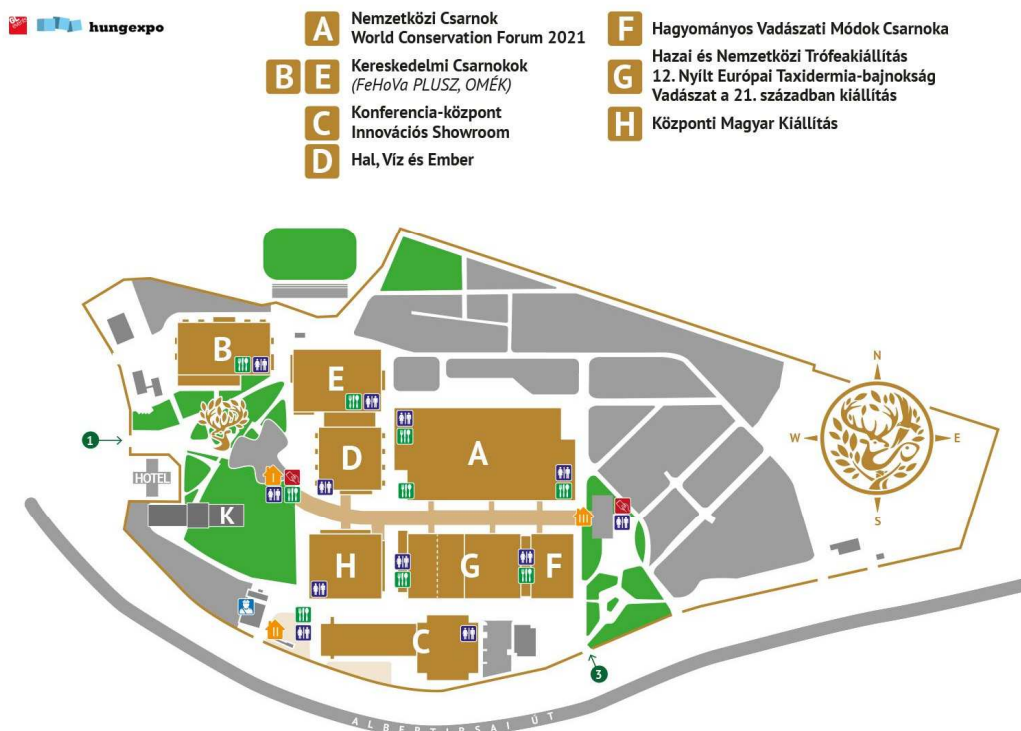 hungexpo
A
Nemzetközi Csarnok
World Conservation Forum 2021
B E
Kereskedelmi Csarnokok
(FeHoVa PLUSZ, OMÉK)
C
Konferencia-központ
Innovációs Showroom
D
Hal, Víz és Ember
F
Hagyományos Vadászati Módok Csarnoka
G
Hazai és Nemzetközi Trófeakiállítás
12. Nyílt Európai Taxidermia-bajnokság
Vadászat a 21. században kiállítás
H
Központi Magyar Kiállítás
B
E
N
W
E
S
1
D
A
HOTEL
I
K
III
H
G
F
II
C
3
ALBERTIRSAI ÚT